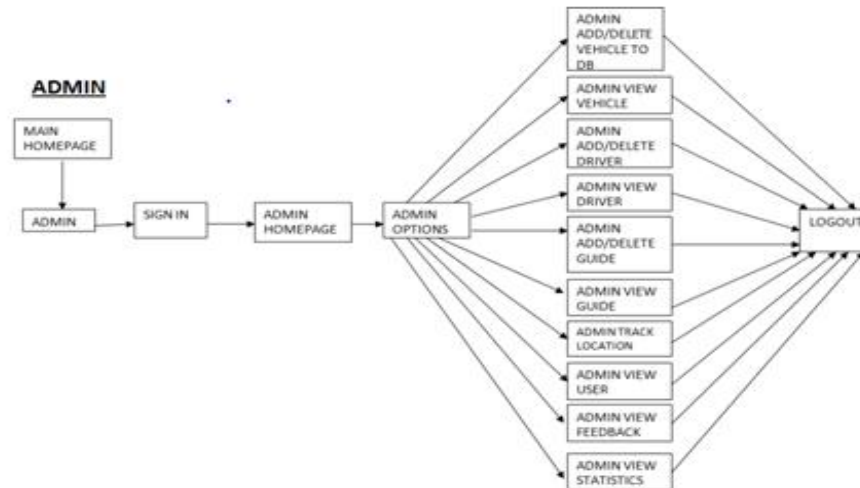 ADMIN
MAIN
HOMEPAGE
ADMIN
SIGN IN
ADMIN
HOMEPAGE
ADMIN
OPTIONS
ADMIN
ADD/DELETE
VEHICLE TO
DB
ADMIN VIEW
VEHICLE
ADMIN
ADD/DELETE
DRIVER
ADMIN VIEW
DRIVER
ADMIN
ADD/DELETE
GUIDE
ADMIN VIEW
GUIDE
ADMIN TRACK
LOCATION
ADMIN VIEW
USER
ADMIN VIEW
FEEDBACK
ADMIN VIEW
STATISTICS
LOGOUT